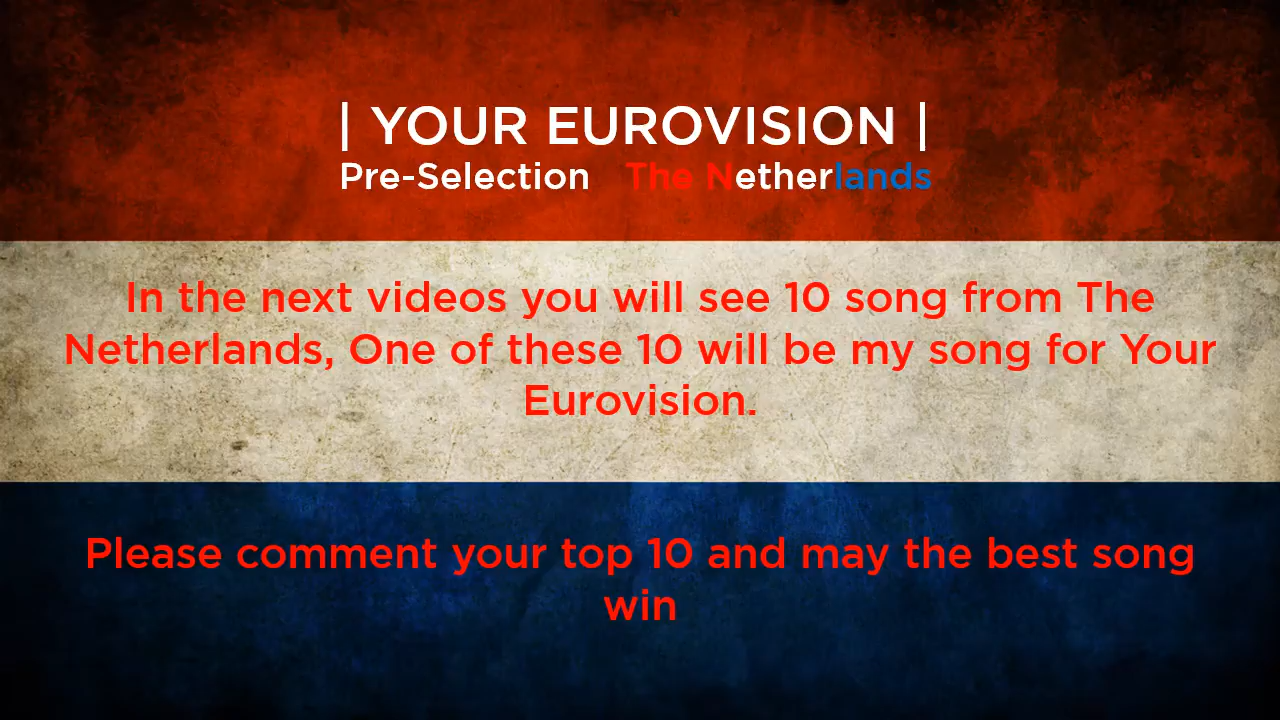 | YOUR EUROVISION |
Pre-Selection The Netherlands
In the next videos you will see 10 song from The
Netherlands, One of these 10 will be my song for Your
Eurovision.
Please comment your top 10 and may the best song
win